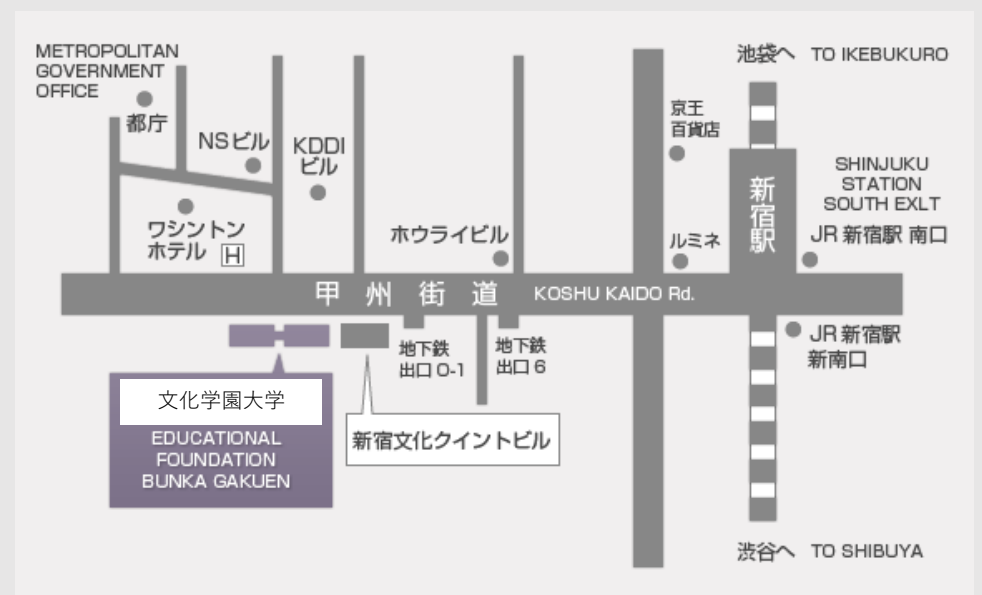 METROPOLITAN
GOVERNMENT
OFFICE
都庁
NSビル
KDDI
ビル
ワシントン
ホテル H
ホウライビル
池袋へ TO IKEBUKURO
京王
百貨店
新宿駅
SHINJUKU
STATION
SOUTH EXLT
JR 新宿駅 南口
ルミネ
甲州街道 KOSHU KAIDO Rd.
地下鉄
出口 O-1
地下鉄
出口 6
JR 新宿駅
新南口
文化学園大学
EDUCATIONAL
FOUNDATION
BUNKA GAKUEN
新宿文化クイントビル
渋谷へ TO SHIBUYA